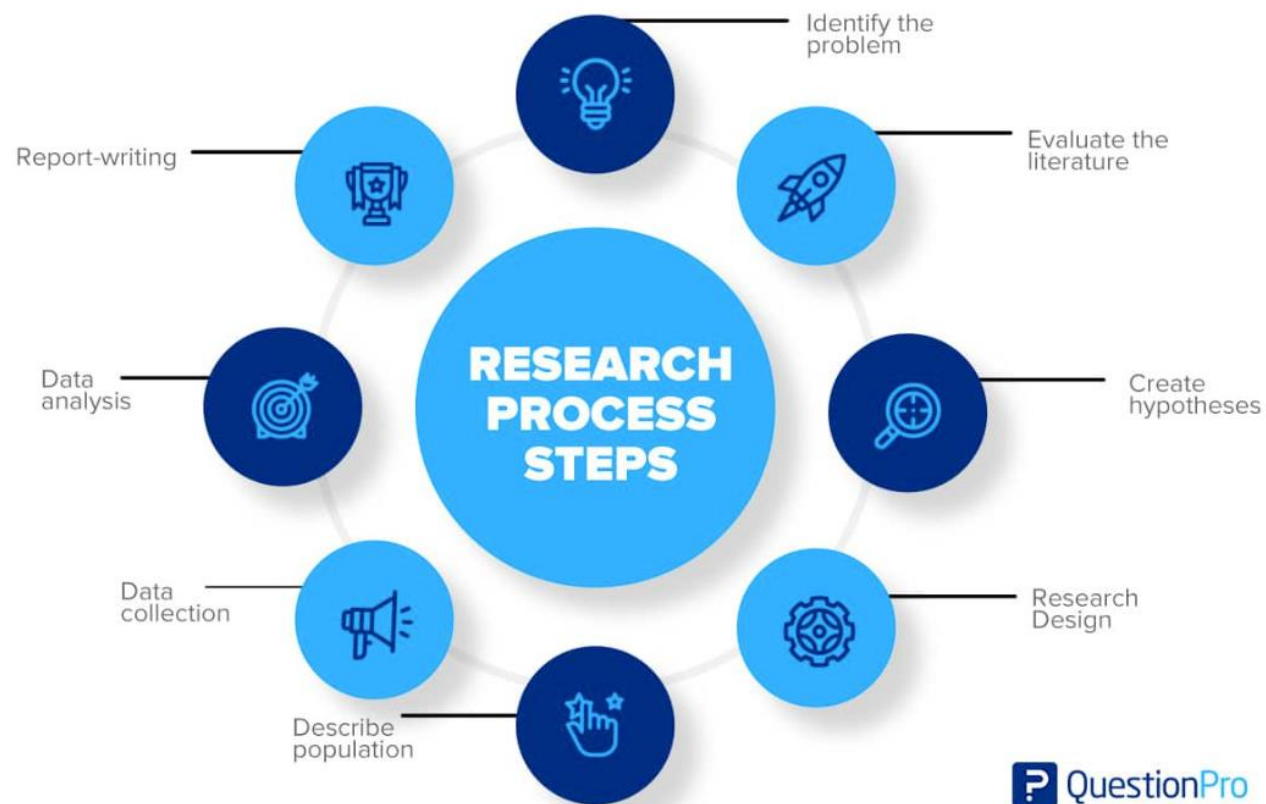 Identify the
problem
Evaluate the
literature
Create
hypotheses
Research
Design
Describe
population
Data
collection
Data
analysis
Report-writing
RESEARCH
PROCESS
STEPS
QuestionPro